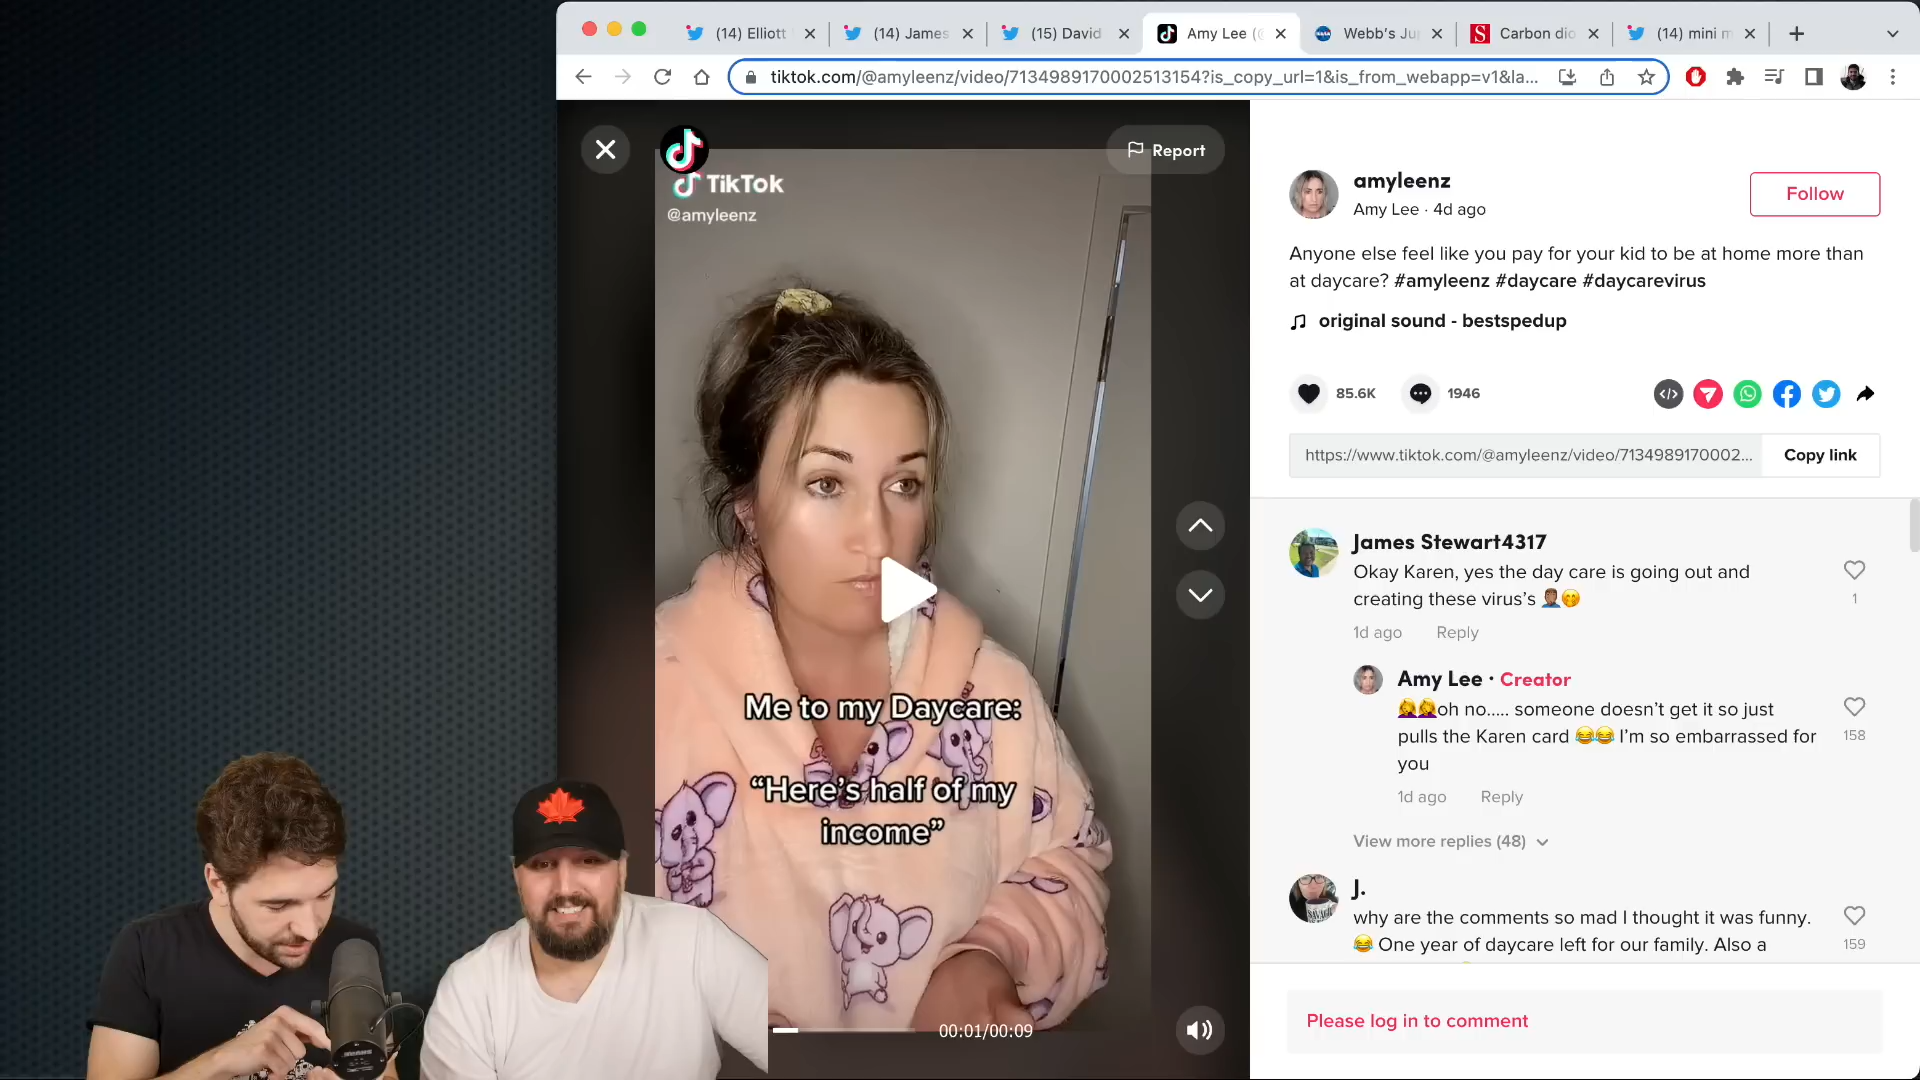 (14) Elliott
(14) James
(15) David
Amy Lee (
Webb's Ju
Carbon dio
(14) mini m
tiktok.com/@amyleenz/video/7134989170002513154?is_copy_url=1&is_from_webapp=v1&la...
Report
TikTok
@amyleenz
Me to my Daycare:
"Here's half of my
income"
00:01/00:09
amyleenz
Amy Lee · 4d ago
Follow
Anyone else feel like you pay for your kid to be at home more than
at daycare? #amyleenz #daycare #daycarevirus
original sound - bestspedup
85.6K
1946
https://www.tiktok.com/@amyleenz/video/7134989170002...
Copy link
James Stewart4317
Okay Karen, yes the day care is going out and
creating these virus's 🤦🏾‍♂️🤭
1
1d ago
Reply
Amy Lee · Creator
🤦‍♀️🤦‍♀️oh no..... someone doesn't get it so just
pulls the Karen card 😂😂 I'm so embarrassed for
you
158
1d ago
Reply
View more replies (48)
J.
why are the comments so mad I thought it was funny.
😂 One year of daycare left for our family. Also a
159
Please log in to comment